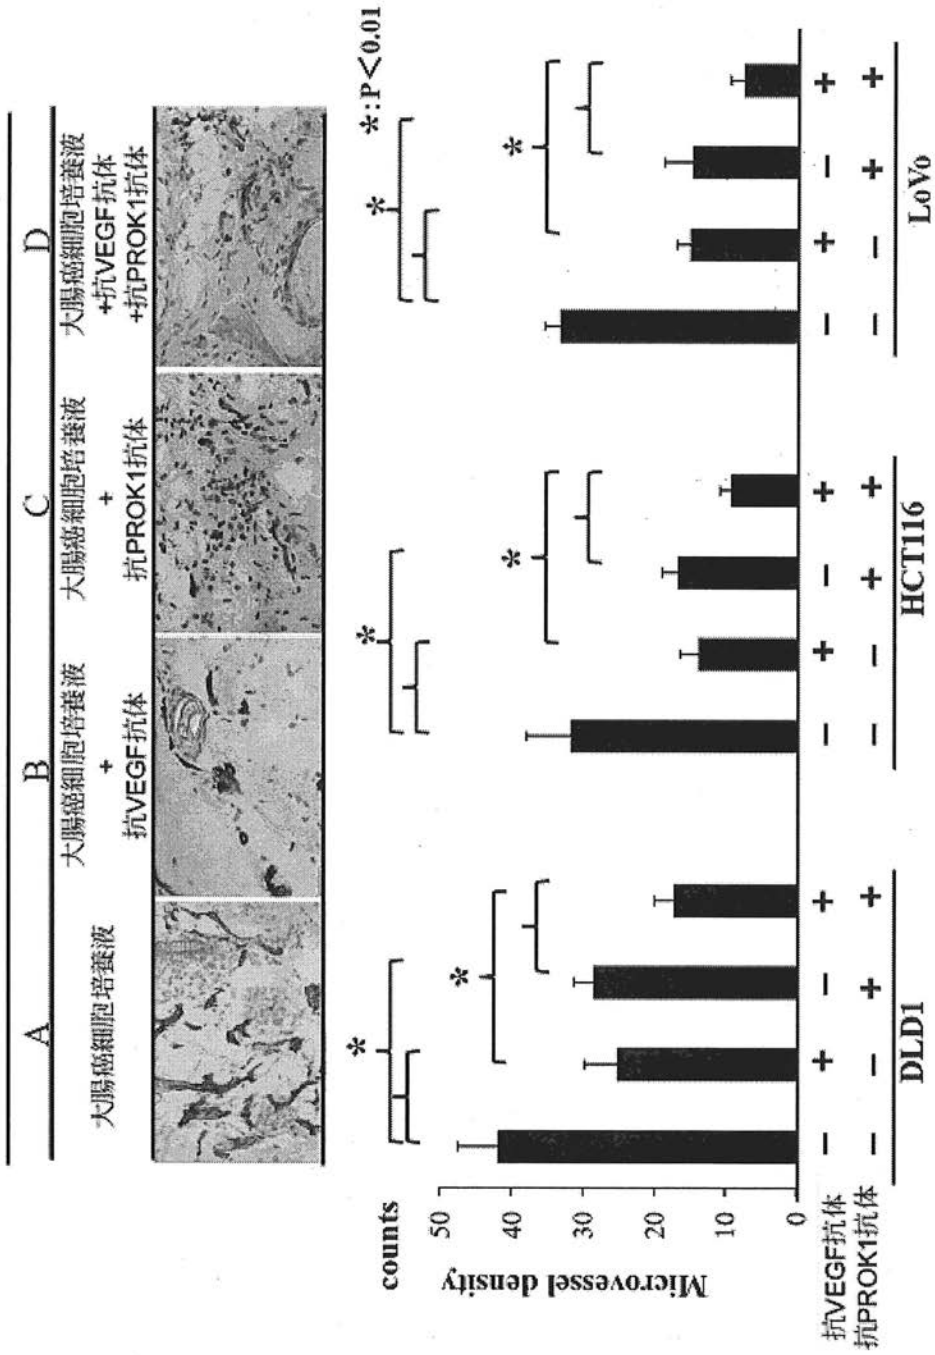 A
B
C
D
大腸癌細胞培養液
大腸癌細胞培養液
+
抗VEGF抗体
大腸癌細胞培養液
+
抗PROK1抗体
大腸癌細胞培養液
+抗VEGF抗体
+抗PROK1抗体
*:P<0.01
counts
Microvessel density
50
40
30
20
10
0
*
*
*
*
*
*
抗VEGF抗体 − + − + − + − + − + − +
抗PROK1抗体 − − + + − − + + − − + +
DLD1
HCT116
LoVo